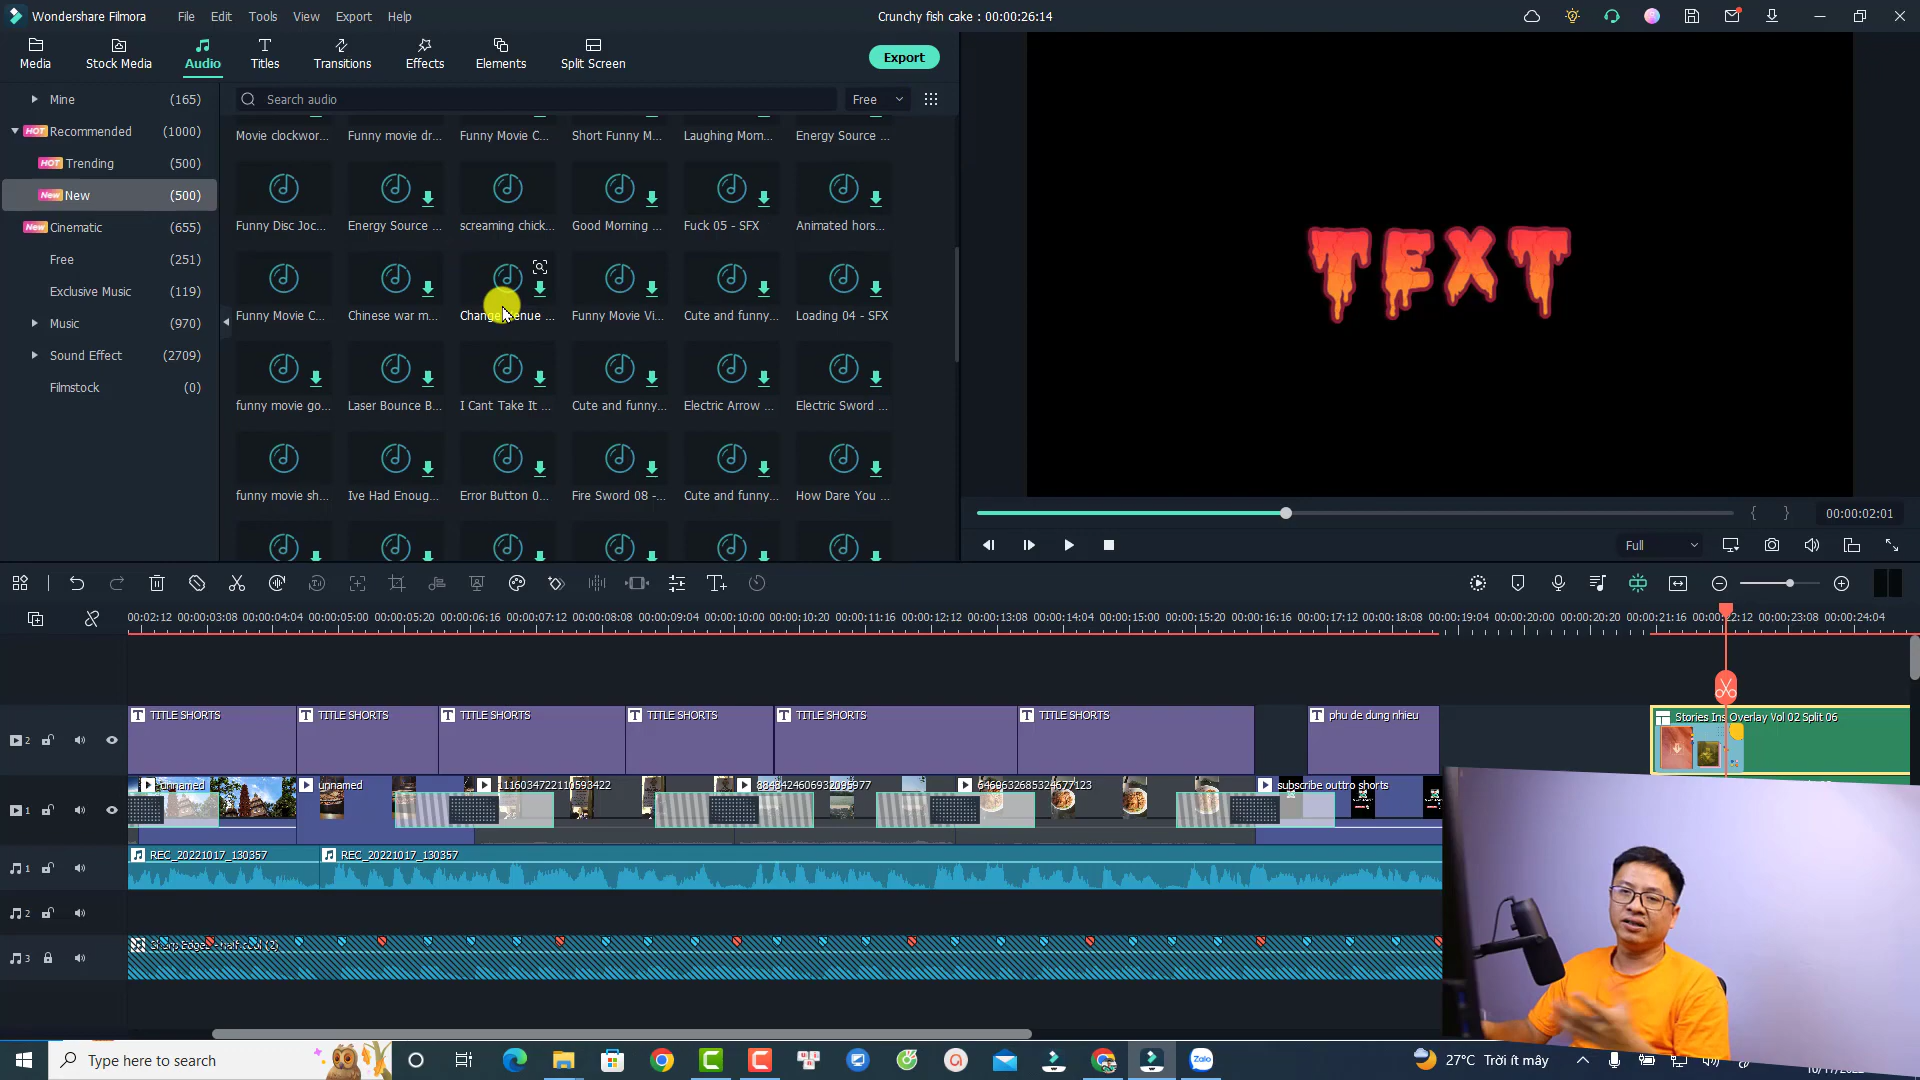 Wondershare Filmora
File Edit Tools View Export Help
Crunchy fish cake : 00:00:26:14
Media Stock Media Audio Titles Transitions Effects Elements Split Screen
Export
Mine (165)
HOT Recommended (1000)
HOT Trending (500)
New New (500)
New Cinematic (655)
Free (251)
Exclusive Music (119)
Music (970)
Sound Effect (2709)
Filmstock (0)
Search audio
Free
Movie clockwor... Funny movie dr... Funny Movie C... Short Funny M... Laughing Mom... Energy Source ...
Funny Disc Joc... Energy Source ... screaming chick... Good Morning ... Fuck 05 - SFX Animated hors...
Funny Movie C... Chinese war m... Funny Movie Vi... Cute and funny... Loading 04 - SFX
funny movie go... Laser Bounce B... I Cant Take It ... Cute and funny... Electric Arrow ... Electric Sword ...
funny movie sh... Ive Had Enoug... Error Button 0... Fire Sword 08 -... Cute and funny... How Dare You ...
TEXT
00:00:02:01
Full
00:02:12 00:00:03:08 00:00:04:04 00:00:05:00 00:00:05:20 00:00:06:16 00:00:07:12 00:00:08:08 00:00:09:04 00:00:10:00 00:00:10:20 00:00:11:16 00:00:12:12 00:00:13:08 00:00:14:04 00:00:15:00 00:00:15:20 00:00:16:16 00:00:17:12 00:00:18:08 00:00:19:04 00:00:20:00 00:00:20:20 00:00:21:16 00:00:22:12 00:00:23:08 00:00:24:04
TITLE SHORTS TITLE SHORTS TITLE SHORTS TITLE SHORTS TITLE SHORTS TITLE SHORTS phu de dung nhieu Stories Ins Overlay Vol 02 Split 06
2
unnamed unnamed 1116034722110593422 8848424606932095977 6469632685324677123 subscribe outtro shorts
1
REC_20221017_130357 REC_20221017_130357
1
2
3
Type here to search
27°C Trời ít mây